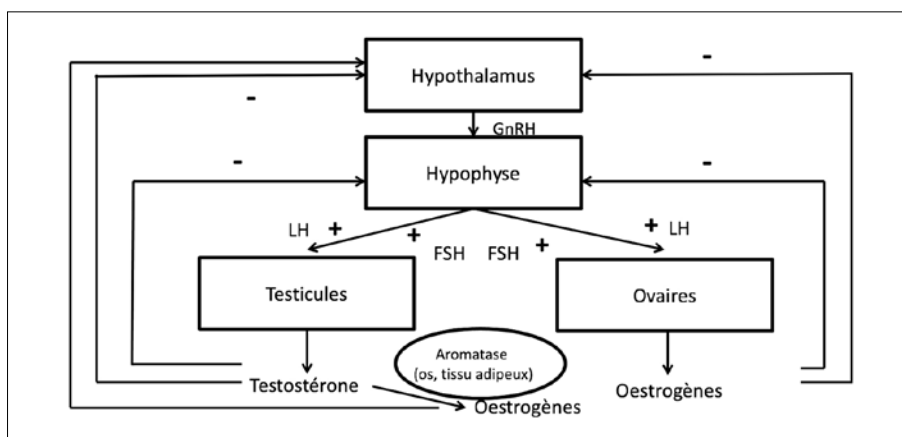 -
Hypothalamus
-
GnRH
-
-
Hypophyse
LH + + LH
+ FSH FSH +
Testicules
Ovaires
Aromatase
(os, tissu adipeux)
Testostérone
Oestrogènes
Oestrogènes